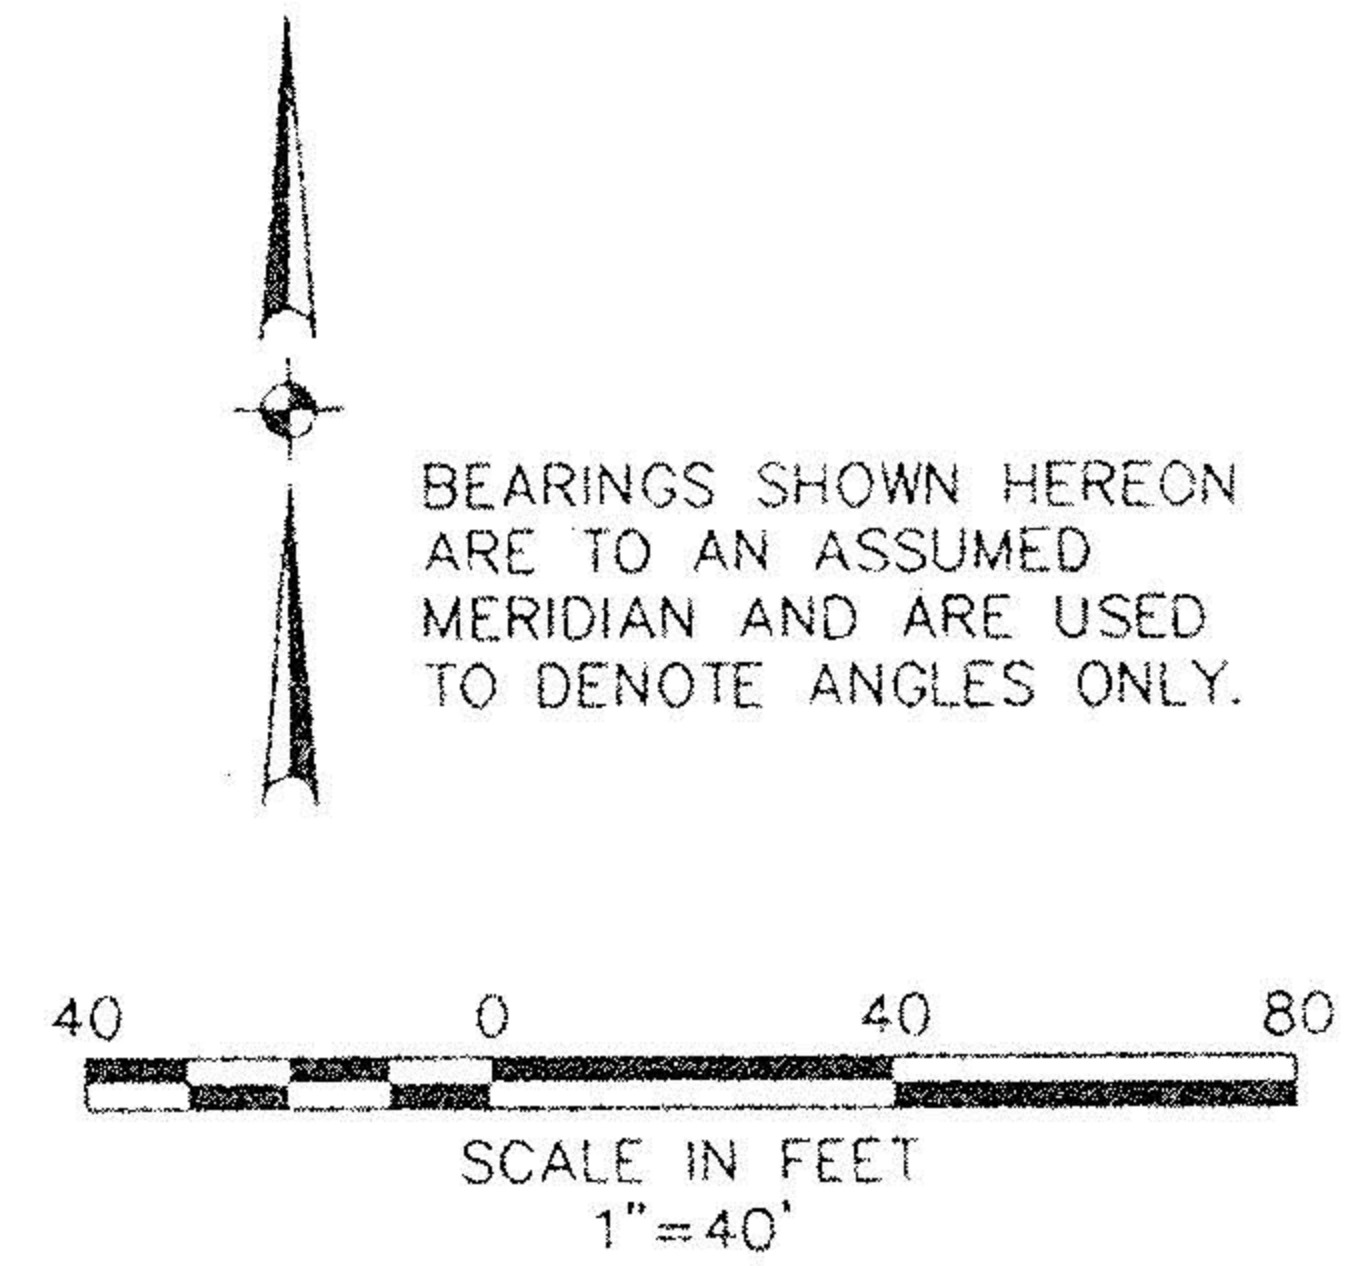 BEARINGS SHOWN HEREON
ARE TO AN ASSUMED
MERIDIAN AND ARE USED
TO DENOTE ANGLES ONLY.
40 0 40 80
SCALE IN FEET
1"=40'